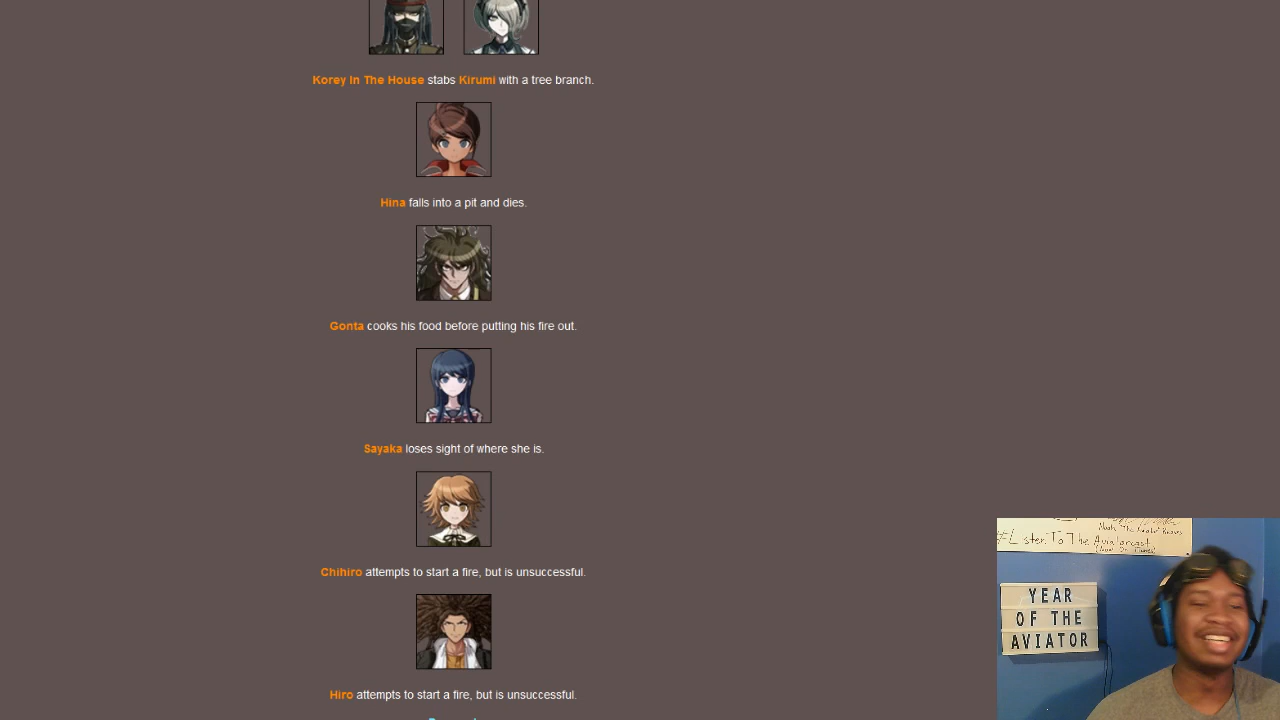 Korey In The House stabs Kirumi with a tree branch.
Hina falls into a pit and dies.
Gonta cooks his food before putting his fire out.
Sayaka loses sight of where she is.
Chihiro attempts to start a fire, but is unsuccessful.
Hiro attempts to start a fire, but is unsuccessful.
YEAR
OF THE
AVIATOR